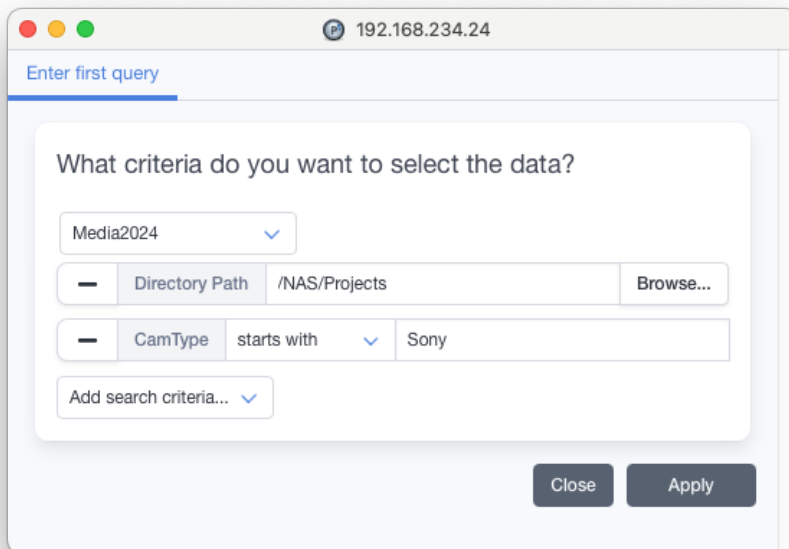 192.168.234.24
Enter first query
What criteria do you want to select the data?
Media2024
Directory Path /NAS/Projects Browse...
CamType starts with Sony
Add search criteria...
Close Apply